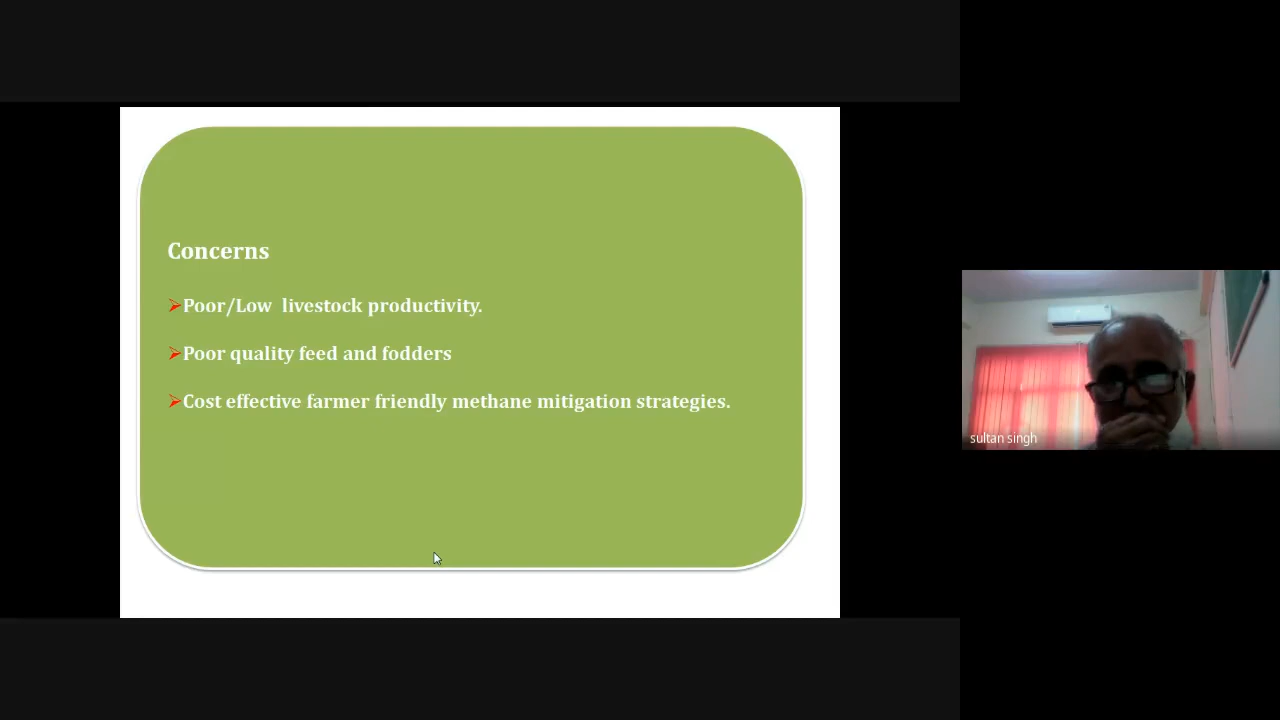 Concerns
Poor/Low livestock productivity.
Poor quality feed and fodders
Cost effective farmer friendly methane mitigation strategies.
sultan singh